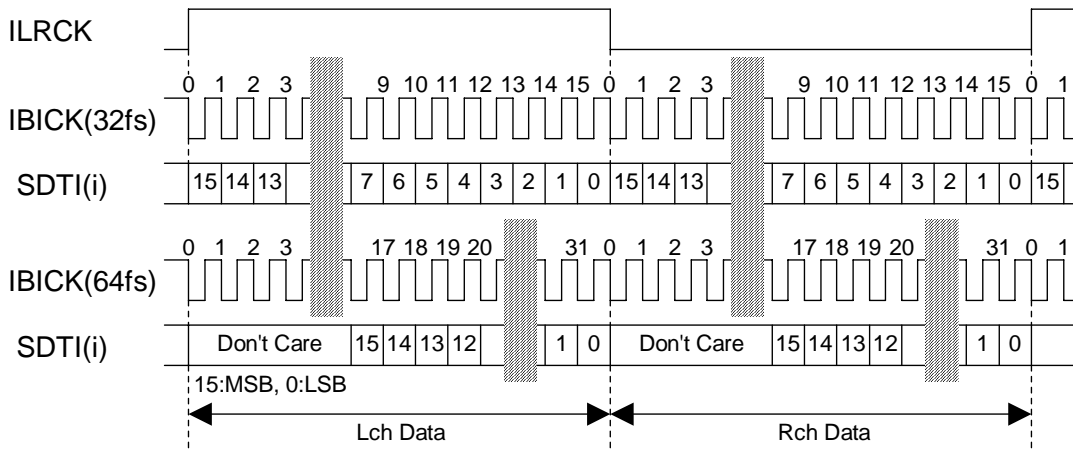 ILRCK
0 1 2 3 9 10 11 12 13 14 15 0 1 2 3 9 10 11 12 13 14 15 0 1
IBICK(32fs)
SDTI(i) 15 14 13 7 6 5 4 3 2 1 0 15 14 13 7 6 5 4 3 2 1 0 15
0 1 2 3 17 18 19 20 31 0 1 2 3 17 18 19 20 31 0 1
IBICK(64fs)
SDTI(i) Don't Care 15 14 13 12 1 0 Don't Care 15 14 13 12 1 0
15:MSB, 0:LSB
Lch Data Rch Data